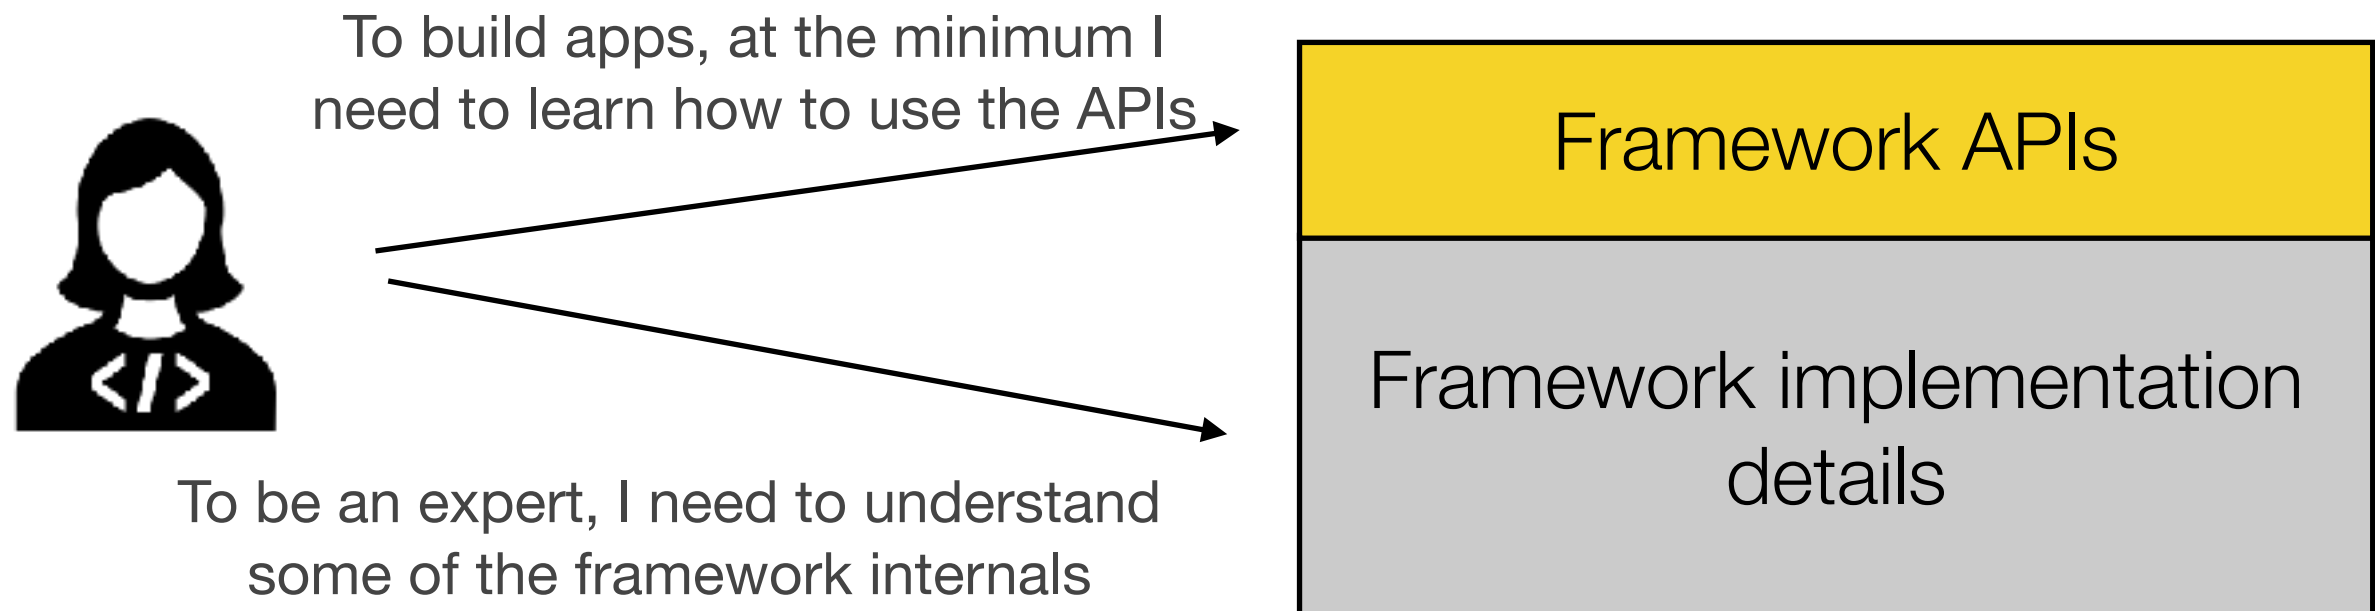 To build apps, at the minimum I
need to learn how to use the APIs
Framework APIs
</>
Framework implementation
details
To be an expert, I need to understand
some of the framework internals